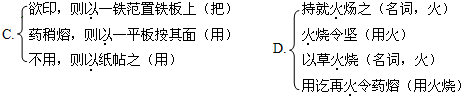 C.
欲印，则以一铁范置铁板上（把）
药稍熔，则以一平板按其面（用）
不用，则以纸帖之（用）
D.
持就火炀之（名词，火）
火烧令坚（用火）
以草火烧（名词，火）
用讫再火令药熔（用火烧）